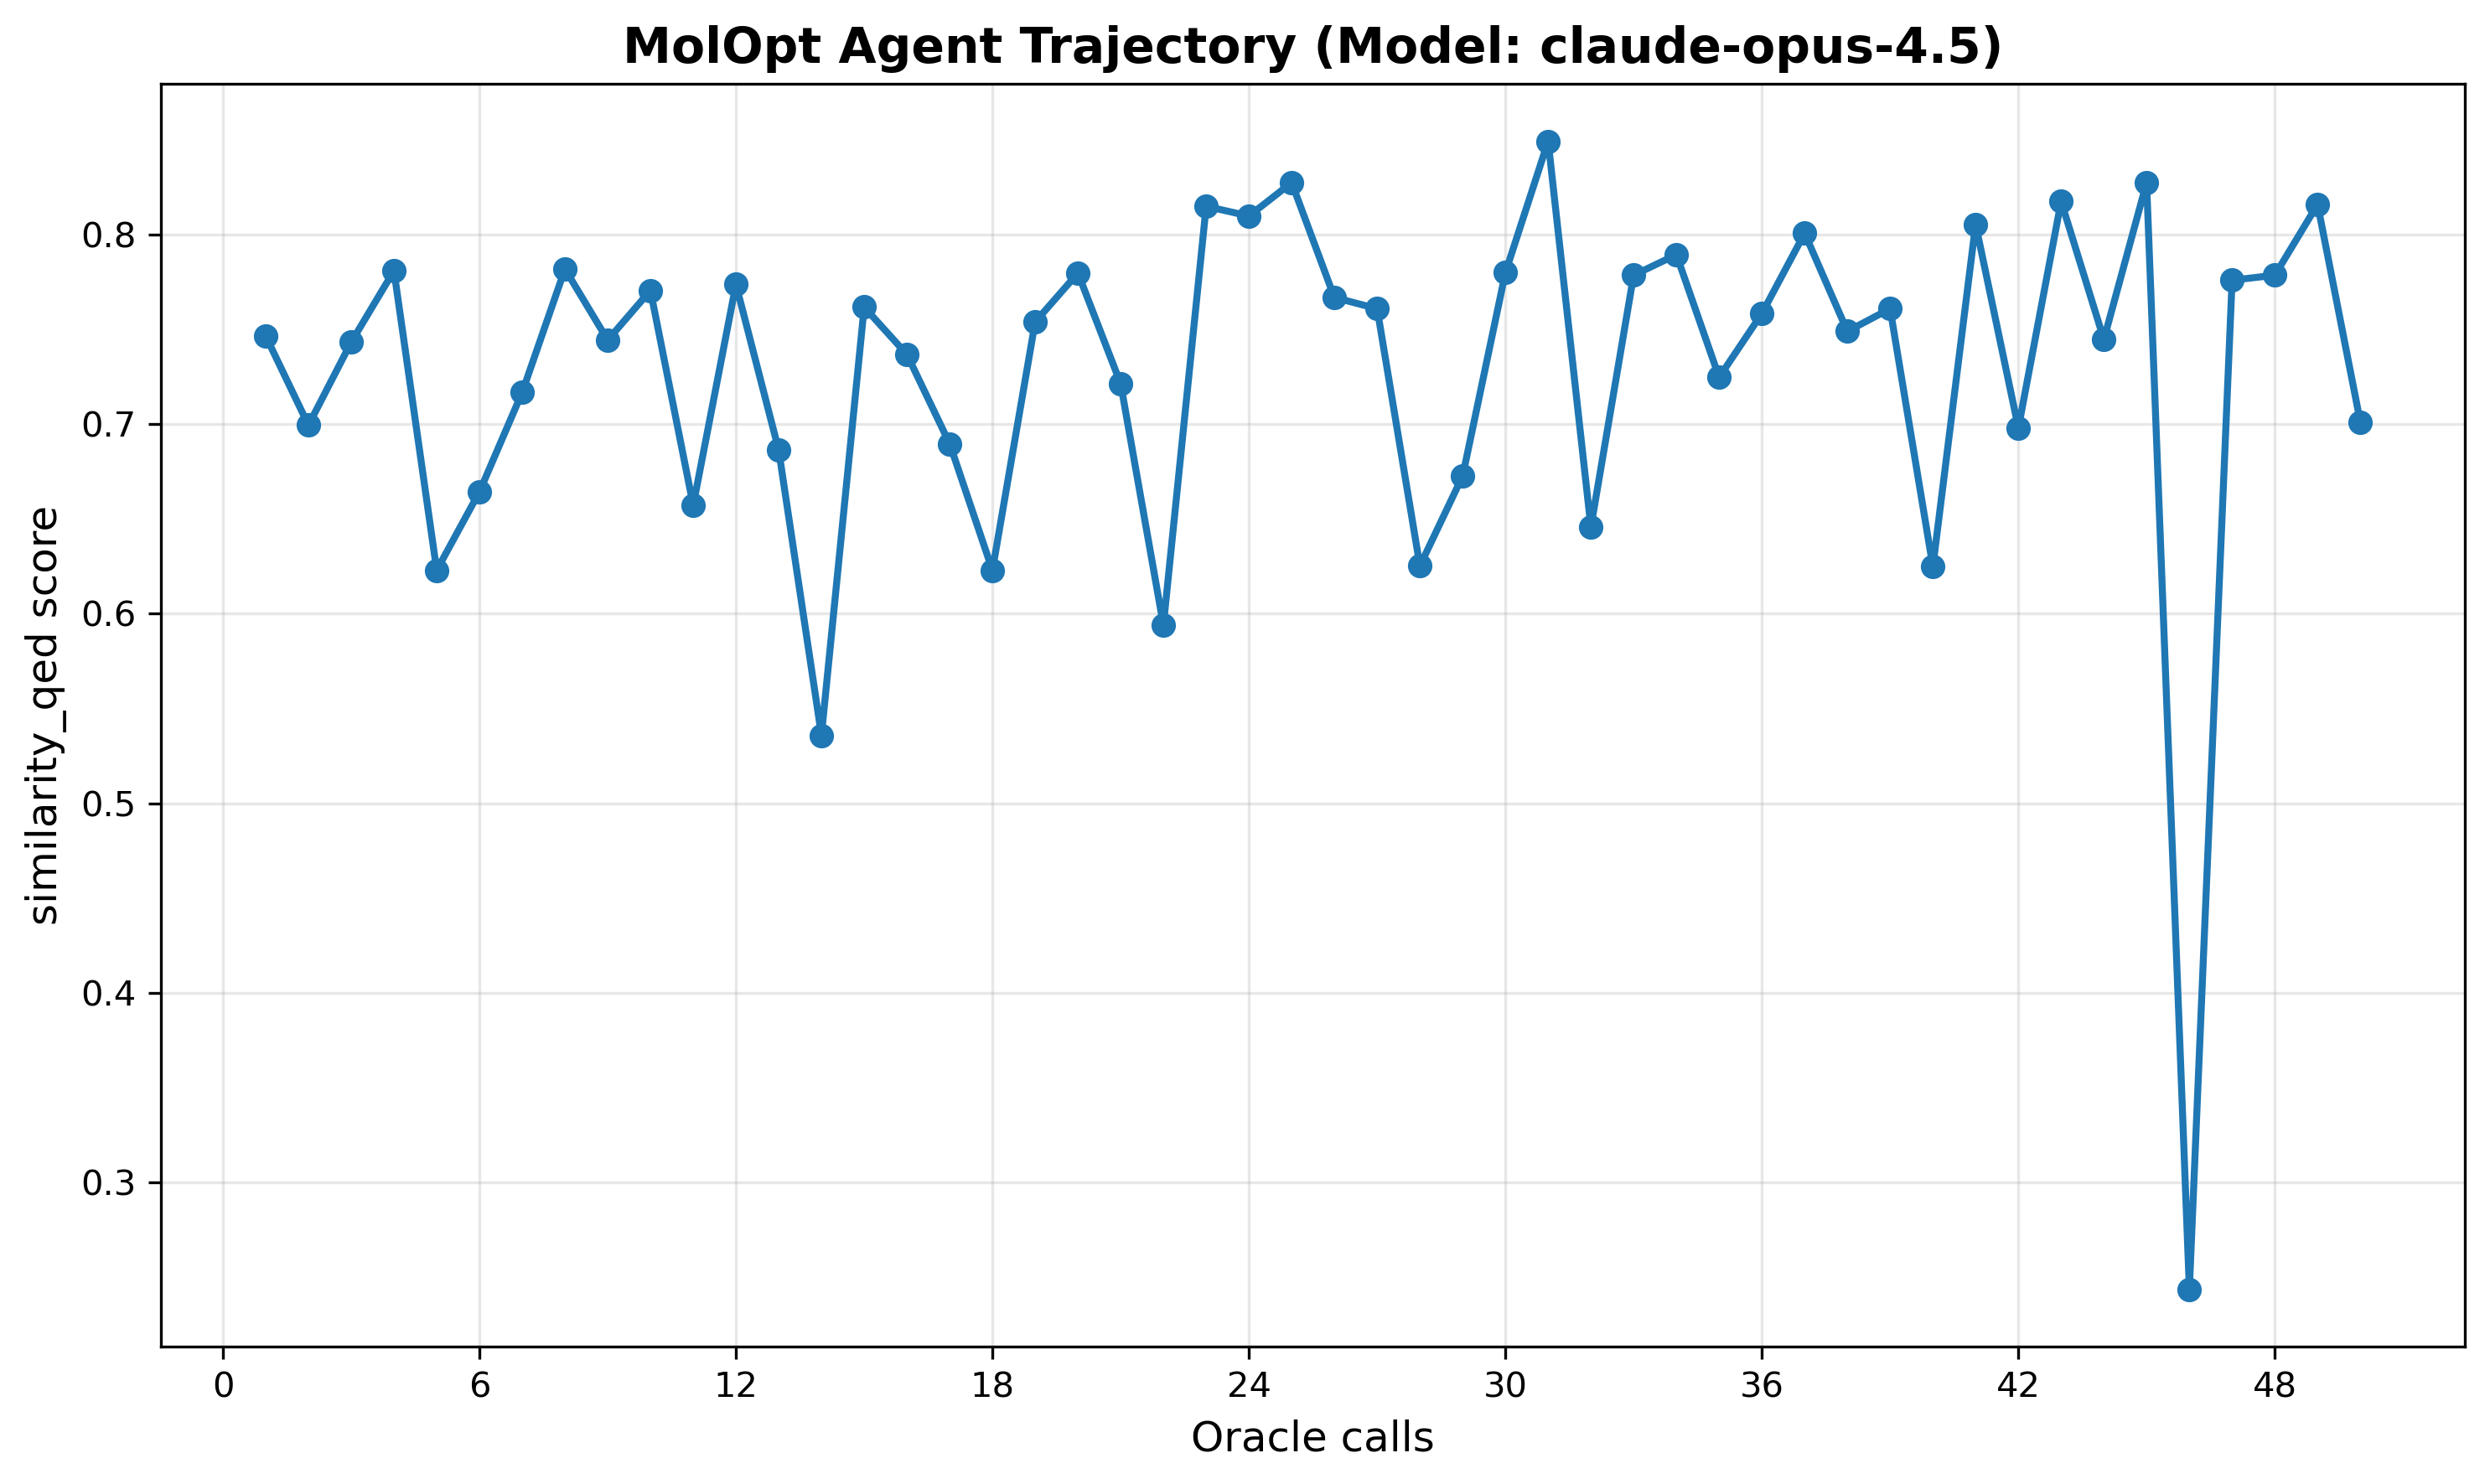 MolOpt Agent Trajectory (Model: claude-opus-4.5)
similarity_qed score
0.8
0.7
0.6
0.5
0.4
0.3
0 6 12 18 24 30 36 42 48
Oracle calls